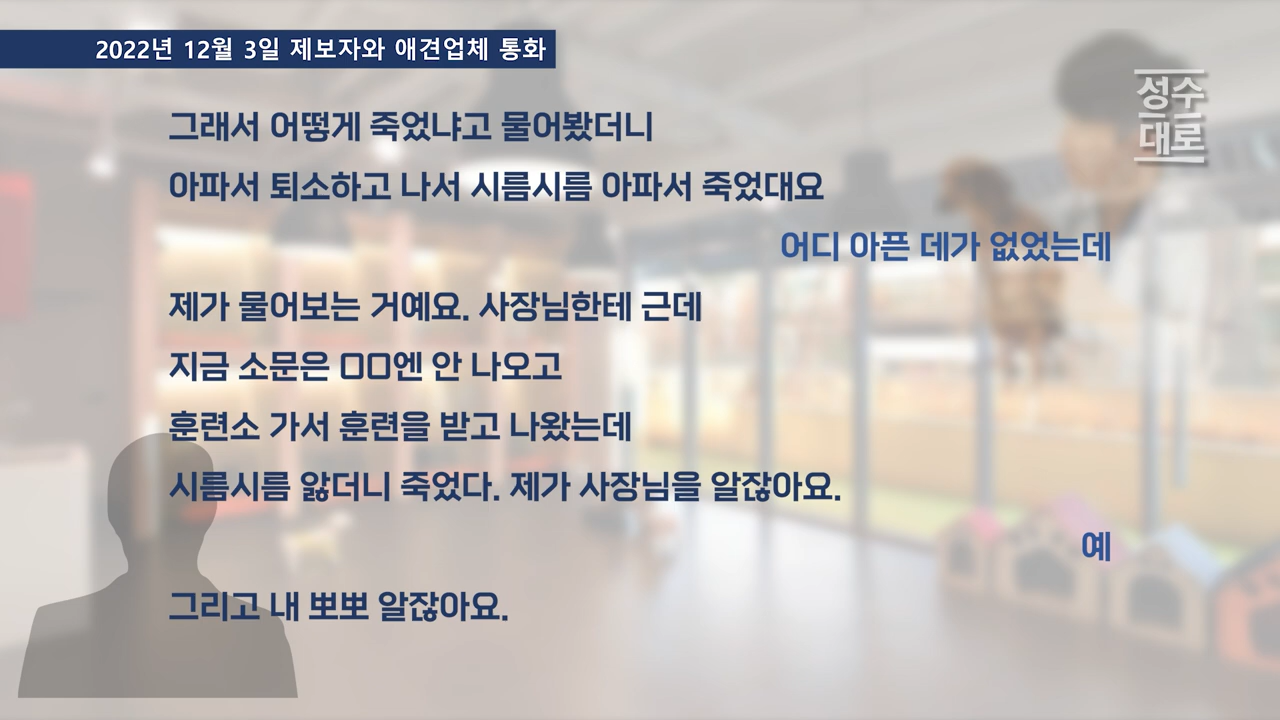 2022년 12월 3일 제보자와 애견업체 통화
성수
대로
그래서 어떻게 죽었냐고 물어봤더니
아파서 퇴소하고 나서 시름시름 아파서 죽었대요
어디 아픈 데가 없었는데
제가 물어보는 거예요. 사장님한테 근데
지금 소문은 □□엔 안 나오고
훈련소 가서 훈련을 받고 나왔는데
시름시름 앓더니 죽었다. 제가 사장님을 알잖아요.
예
그리고 내 뽀뽀 알잖아요.